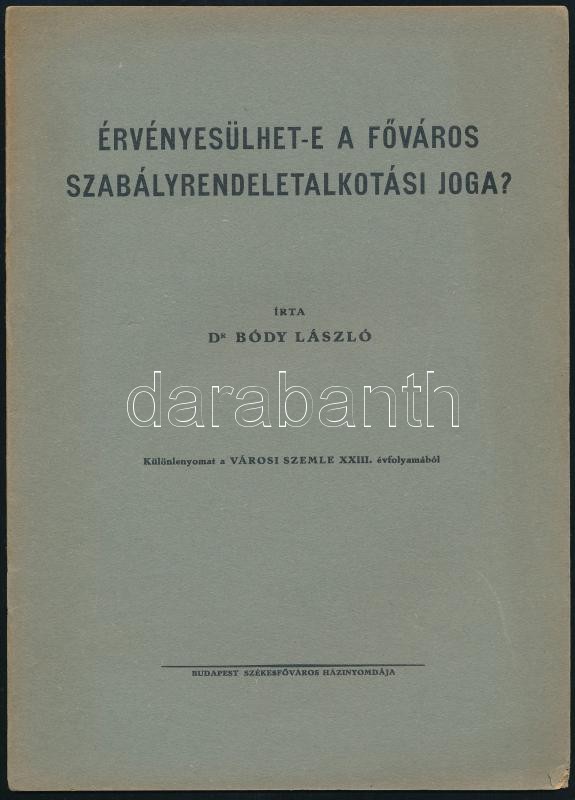 ÉRVÉNYESÜLHET-E A FŐVÁROS
SZABÁLYRENDELETALKOTÁSI JOGA?
ÍRTA
DR BÓDY LÁSZLÓ
darabanth
Különlenyomat a VÁROSI SZEMLE XXIII. évfolyamából
BUDAPEST SZÉKESFŐVÁROS HÁZINYOMDÁJA